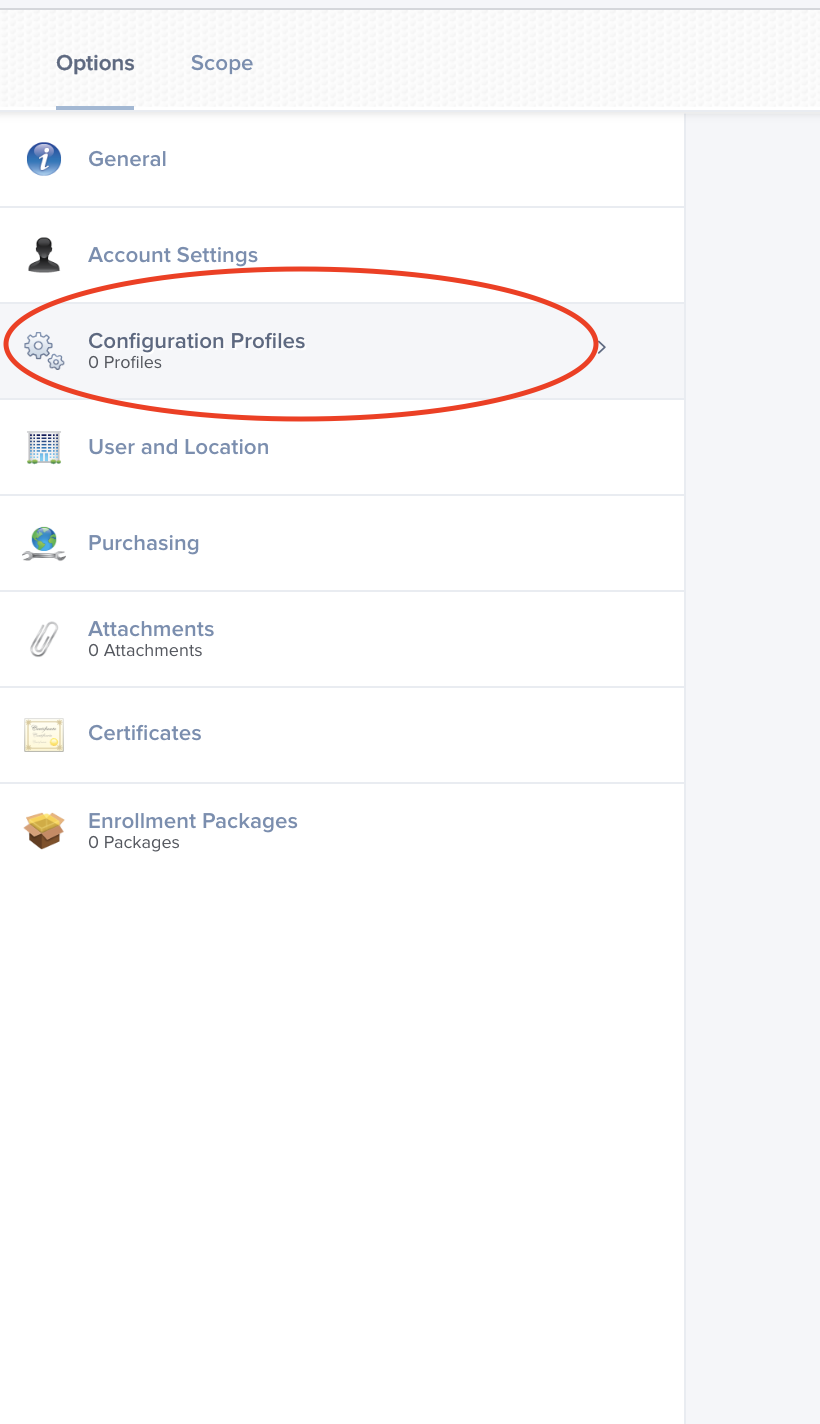 Options Scope
General
Account Settings
Configuration Profiles
0 Profiles
User and Location
Purchasing
Attachments
0 Attachments
Certificates
Enrollment Packages
0 Packages